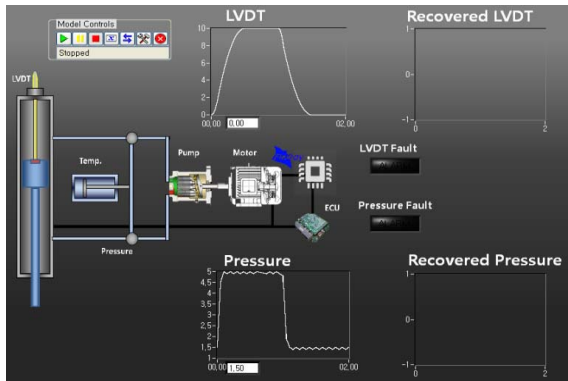 Model Controls
Stopped
LVDT
LVDT
10
8
6
4
2
0
00,00
0,00
02,00
Recovered LVDT
1
0
-1
0
2
Temp.
Pump
Motor
LVDT Fault
Pressure Fault
ECU
Pressure
Pressure
5
4,5
4
3,5
3
2,5
2
1,5
1
00,00
1,50
02,00
Recovered Pressure
1
0
-1
0
2